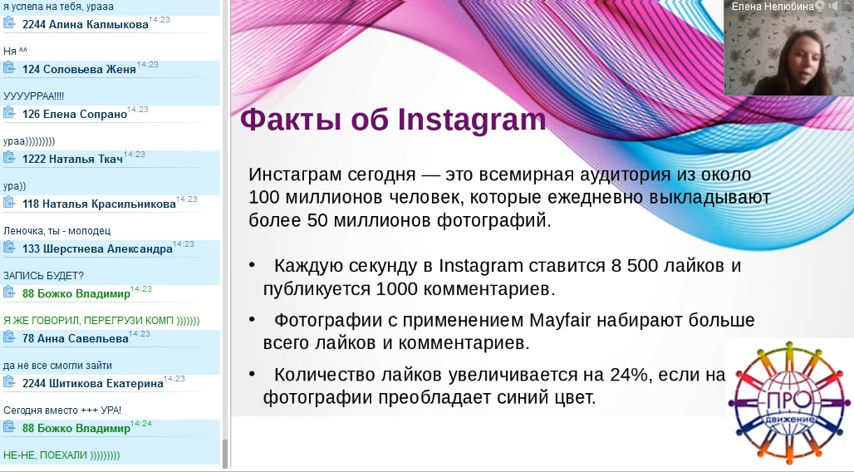 я успела на тебя, урааа
2244 Алина Калмыкова 14:23
Ня ^^
124 Соловьева Женя 14:23
УУУУРРАА!!!!
126 Елена Сопрано 14:23
ураа)))))))))
1222 Наталья Ткач 14:23
ура))
118 Наталья Красильникова 14:23
Леночка, ты - молодец
133 Шерстнева Александра 14:23
ЗАПИСЬ БУДЕТ?
88 Божко Владимир 14:23
Я ЖЕ ГОВОРИЛ, ПЕРЕГРУЗИ КОМП )))))))
78 Анна Савельева 14:23
да не все смогли зайти
2244 Шитикова Екатерина 14:23
Сегодня вместо +++ УРА!
88 Божко Владимир 14:24
НЕ-НЕ, ПОЕХАЛИ )))))))))
Елена Нелюбина
Факты об Instagram
Инстаграм сегодня — это всемирная аудитория из около
100 миллионов человек, которые ежедневно выкладывают
более 50 миллионов фотографий.
• Каждую секунду в Instagram ставится 8 500 лайков и
публикуется 1000 комментариев.
• Фотографии с применением Mayfair набирают больше
всего лайков и комментариев.
• Количество лайков увеличивается на 24%, если на
фотографии преобладает синий цвет.
ПРО
движение